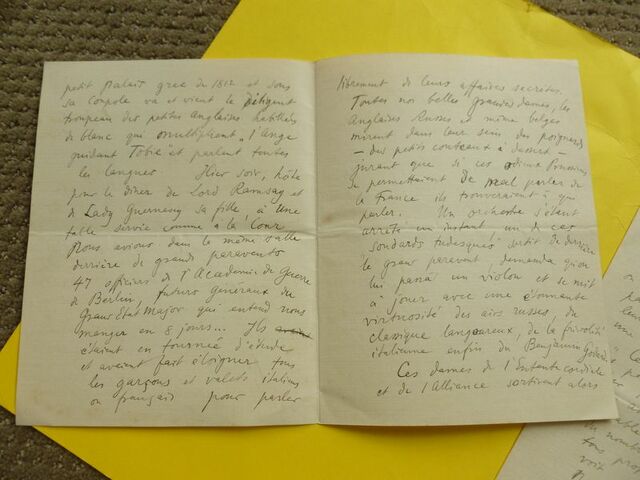 petit palais grec de 18 et sous
sa coupole va et vient le diligent
troupeau des petites anglaises habillées
de blanc qui "l'Ange
guidant Tobie" et parlent toutes
les langues Hier soir, hôte
pour le dîner de Lord Ramsay et
de Lady Guernesey sa fille, à une
table servie comme à la Cour
Nous avions dans la même salle
derrière de grands paravents
47 officiers de l'Academie de Guerre
de Berlin, futurs généraux du
Grand Etat Major qui entend nous
manger en 8 jours... Ils
étaient en tournée d'étude
et avaient fait éloigner tous
les garçons et valets italiens
ou français pour parler
librement de leurs affaires secrètes.
Toutes nos belles grandes dames, les
Anglaises Russes et même belges
mirent dans leur sein des poignards
- des petits couteaux à dessert -
jurant que si ces odieux Prussiens
se permettaient de mal parler de
la France ils trouveraient à qui
parler. Un orchestre s'étant
arrêté un instant un de ces
soudards tudesques sortit de derrière
le grand paravent, demanda qu'on
lui passa un violon et se mit
à jouer avec une étonnante
virtuosité des airs russes, du
classique langoureux, de la frivolité
italienne enfin du Benjamin Godard
Ces dames de l'Entente cordiale
et de l'Alliance sortirent alors